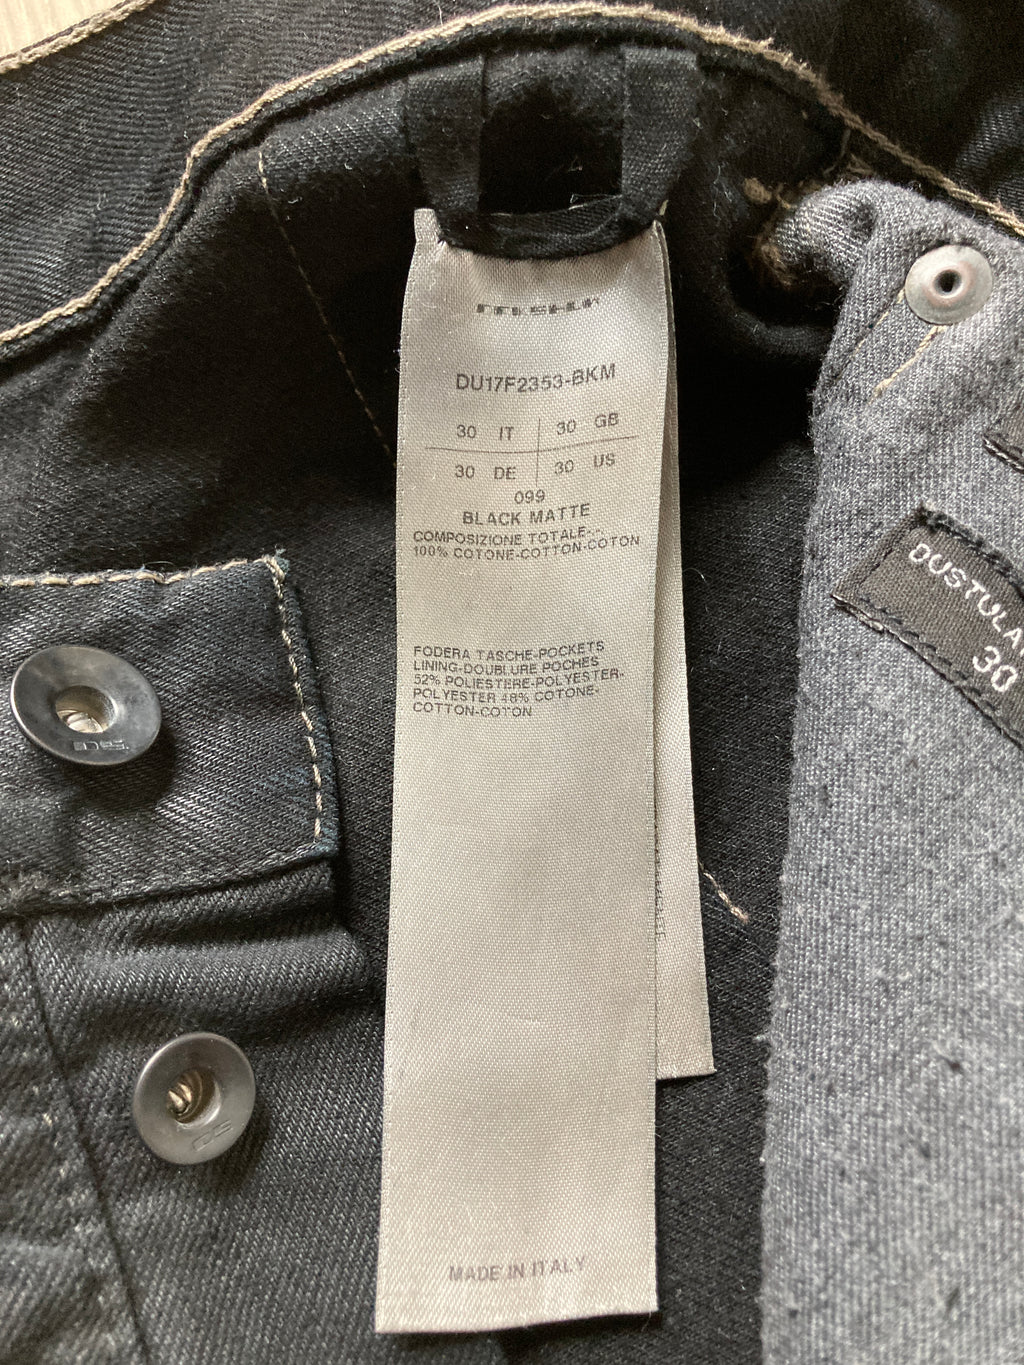 DU17F2353-BKM
30 IT 30 GB
30 DE 30 US
099
BLACK MATTE
COMPOSIZIONE TOTALE-
100% COTONE-COTTON-COTON
FODERA TASCHE-POCKETS
LINING-DOUBLURE POCHES
52% POLIESTERE-POLYESTER-
POLYESTER 48% COTONE-
COTTON-COTON
MADE IN ITALY
30